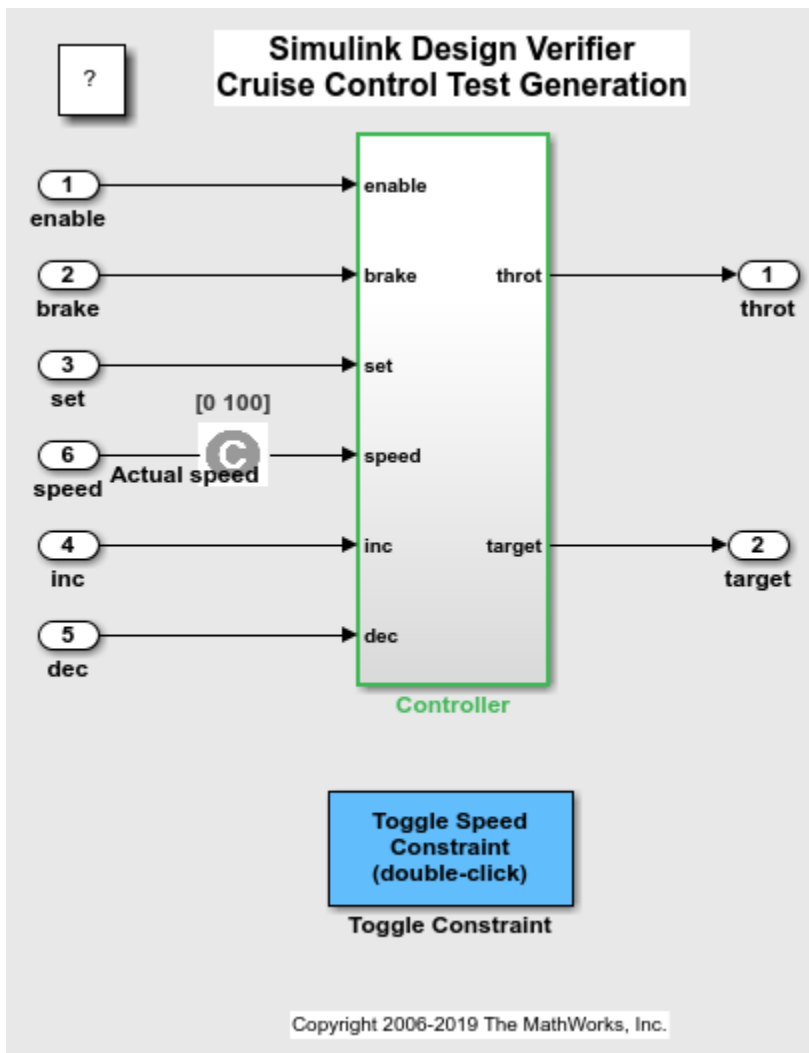 ?
Simulink Design Verifier
Cruise Control Test Generation
1
enable
enable
2
brake
brake
throt
1
throt
3
set
set
[0 100]
6
speed
Actual speed
C
speed
4
inc
inc
target
2
target
5
dec
dec
Controller
Toggle Speed
Constraint
(double-click)
Toggle Constraint
Copyright 2006-2019 The MathWorks, Inc.